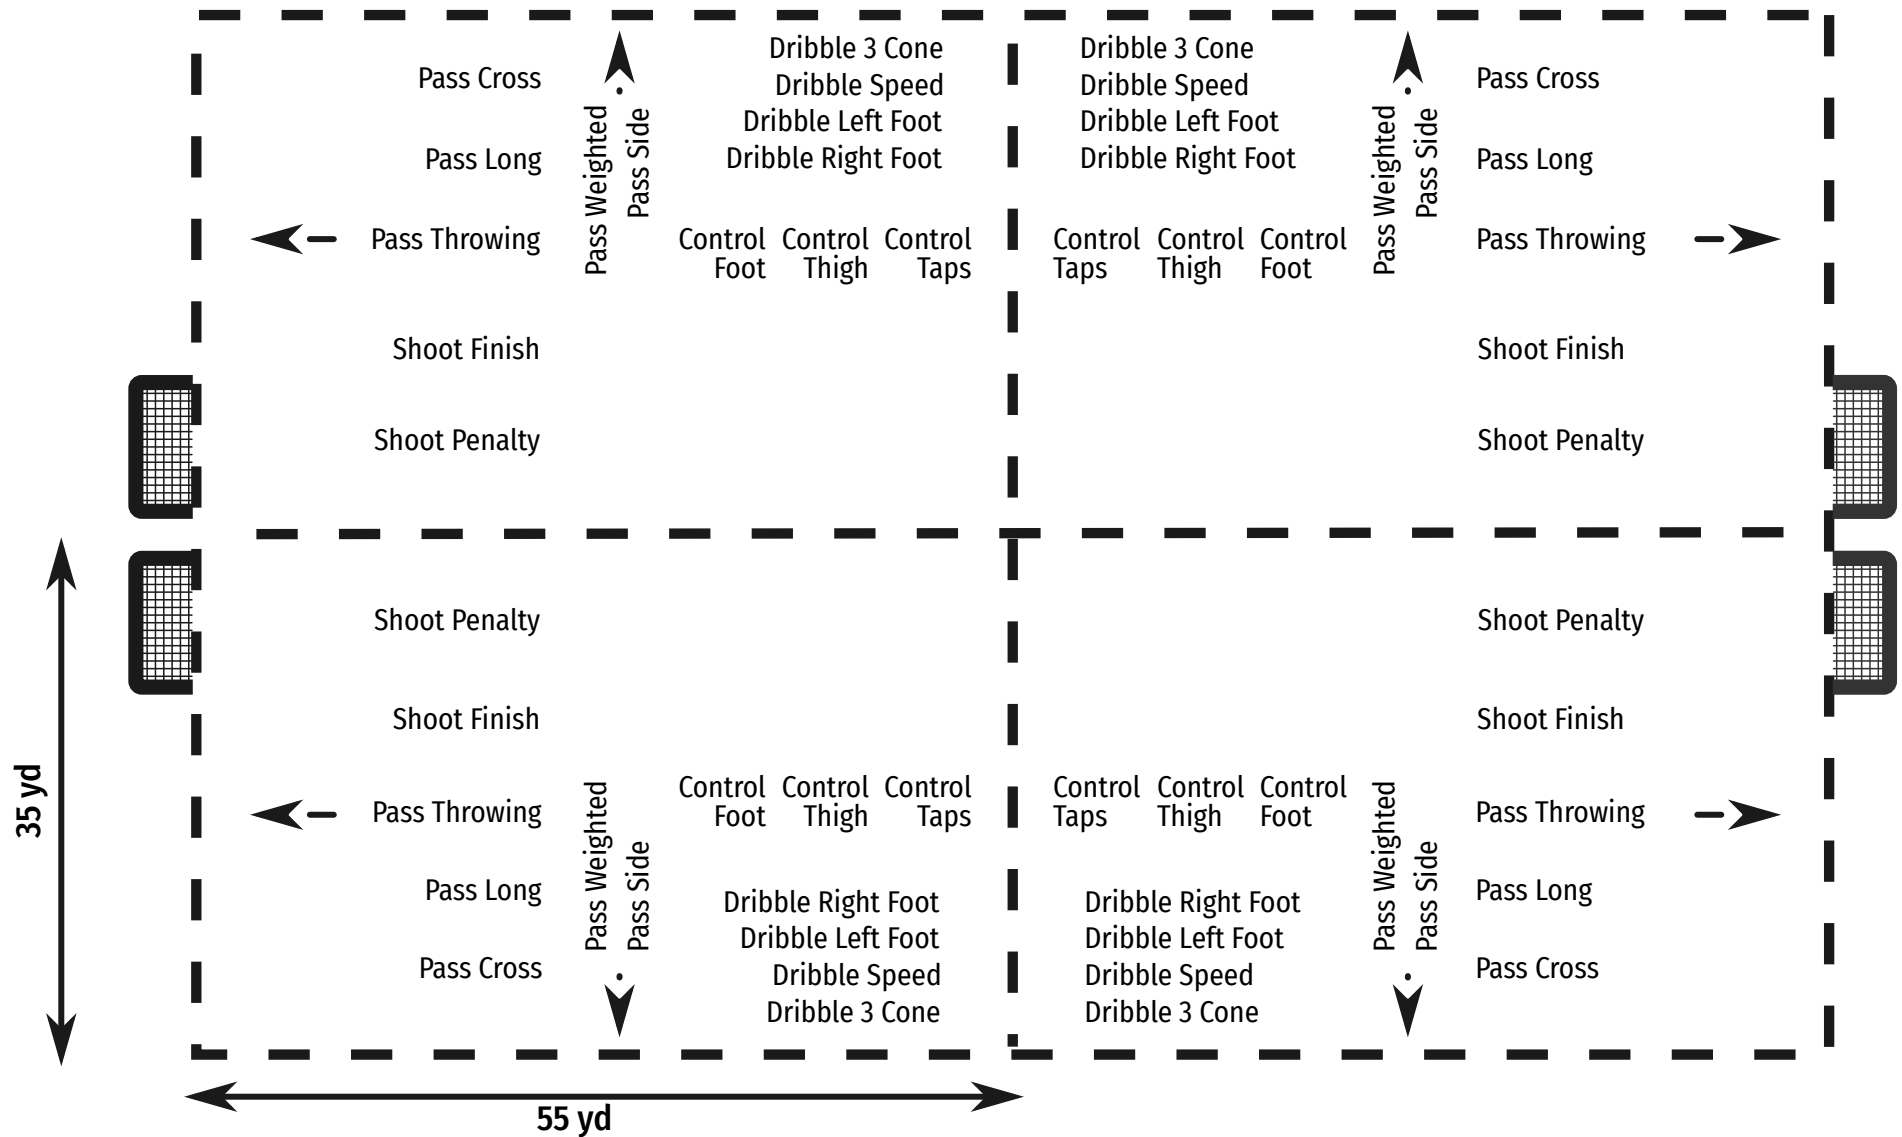 Pass Cross
Pass Long
Pass Throwing
Shoot Finish
Shoot Penalty
Pass Weighted
Pass Side
Dribble 3 Cone
Dribble Speed
Dribble Left Foot
Dribble Right Foot
Control Control Control
Foot Thigh Taps
Dribble 3 Cone
Dribble Speed
Dribble Left Foot
Dribble Right Foot
Control Control Control
Taps Thigh Foot
Pass Weighted
Pass Side
Pass Cross
Pass Long
Pass Throwing
Shoot Finish
Shoot Penalty
35 yd
Shoot Penalty
Shoot Finish
Pass Throwing
Pass Long
Pass Cross
Pass Weighted
Pass Side
Control Control Control
Foot Thigh Taps
Dribble Right Foot
Dribble Left Foot
Dribble Speed
Dribble 3 Cone
Control Control Control
Taps Thigh Foot
Dribble Right Foot
Dribble Left Foot
Dribble Speed
Dribble 3 Cone
Pass Weighted
Pass Side
Shoot Penalty
Shoot Finish
Pass Throwing
Pass Long
Pass Cross
55 yd